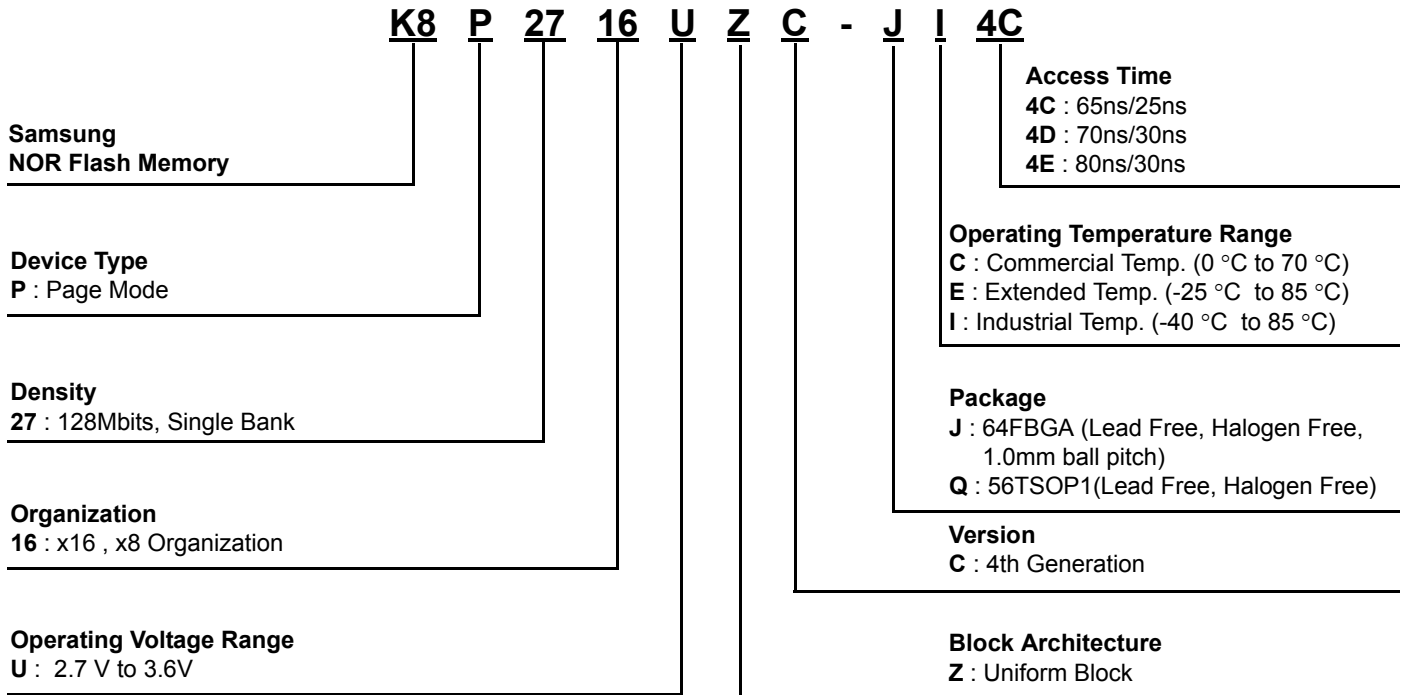 K8 P 27 16 U Z C - J I 4C
Access Time
4C : 65ns/25ns
4D : 70ns/30ns
4E : 80ns/30ns
Samsung
NOR Flash Memory
Operating Temperature Range
C : Commercial Temp. (0 °C to 70 °C)
E : Extended Temp. (-25 °C to 85 °C)
I : Industrial Temp. (-40 °C to 85 °C)
Device Type
P : Page Mode
Density
27 : 128Mbits, Single Bank
Package
J : 64FBGA (Lead Free, Halogen Free,
1.0mm ball pitch)
Q : 56TSOP1(Lead Free, Halogen Free)
Organization
16 : x16 , x8 Organization
Version
C : 4th Generation
Operating Voltage Range
U : 2.7 V to 3.6V
Block Architecture
Z : Uniform Block